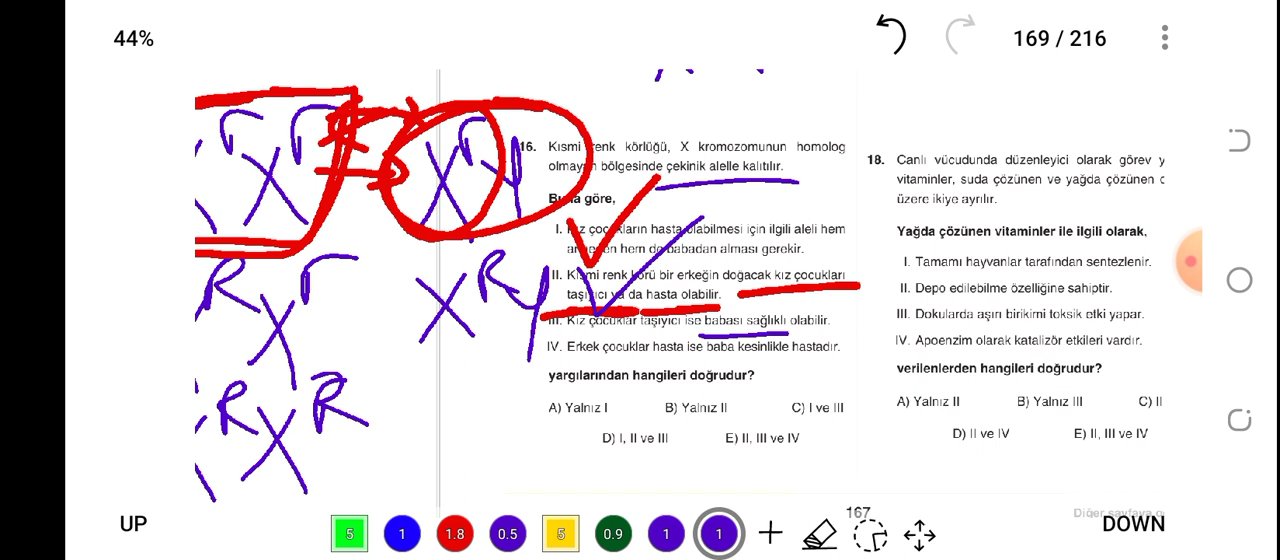 44%
169 / 216
16. Kısmi renk körlüğü, X kromozomunun homolog
olmayan bölgesinde çekinik alelle kalıtılır.
Buna göre,
I. Kız çocukların hasta olabilmesi için ilgili aleli hem
anneden hem de babadan alması gerekir.
II. Kısmi renk körü bir erkeğin doğacak kız çocukları
taşıyıcı ya da hasta olabilir.
III. Kız çocuklar taşıyıcı ise babası sağlıklı olabilir.
IV. Erkek çocuklar hasta ise baba kesinlikle hastadır.
yargılarından hangileri doğrudur?
A) Yalnız I B) Yalnız II C) I ve III
D) I, II ve III E) II, III ve IV
18. Canlı vücudunda düzenleyici olarak görev y
vitaminler, suda çözünen ve yağda çözünen
üzere ikiye ayrılır.
Yağda çözünen vitaminler ile ilgili olarak,
I. Tamamı hayvanlar tarafından sentezlenir.
II. Depo edilebilme özelliğine sahiptir.
III. Dokularda aşırı birikimi toksik etki yapar.
IV. Apoenzim olarak katalizör etkileri vardır.
verilenlerden hangileri doğrudur?
A) Yalnız II B) Yalnız III C) II
D) II ve IV E) II, III ve IV
X r X r X r y
R X r X R y
R X R
167
Diğer sayfaya
UP
5 1 1.8 0.5 5 0.9 1 1
DOWN